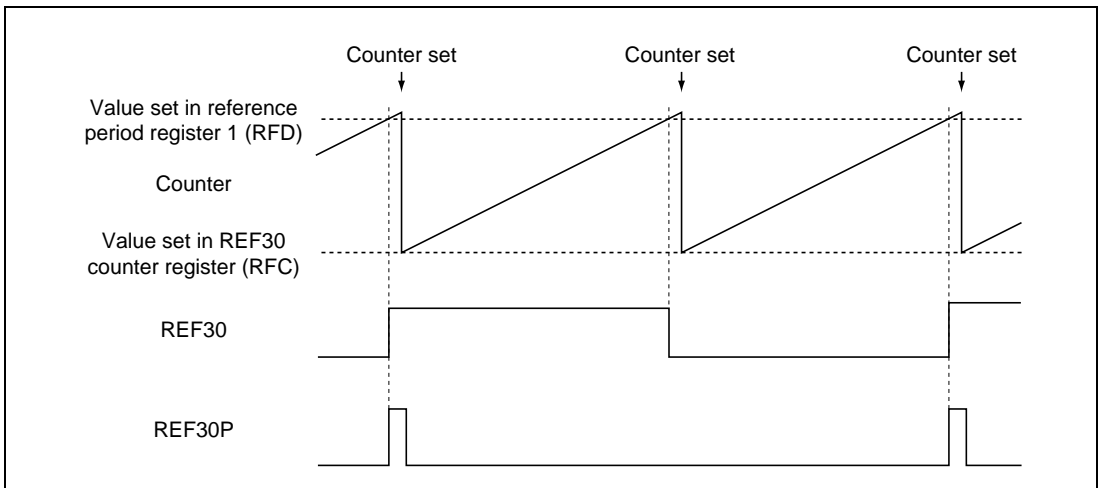 Counter set
Counter set
Counter set
Value set in reference
period register 1 (RFD)
Counter
Value set in REF30
counter register (RFC)
REF30
REF30P